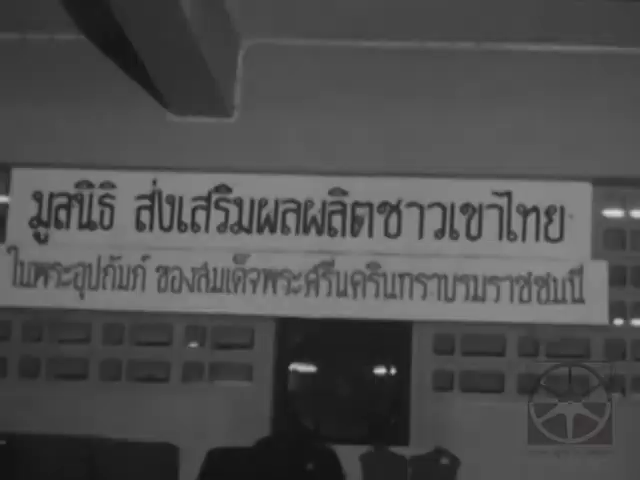 มูลนิธิ ส่งเสริมผลผลิตชาวเขาไทย
ในพระอุปถัมภ์ ของสมเด็จพระศรีนครินทราบรมราชชนนี